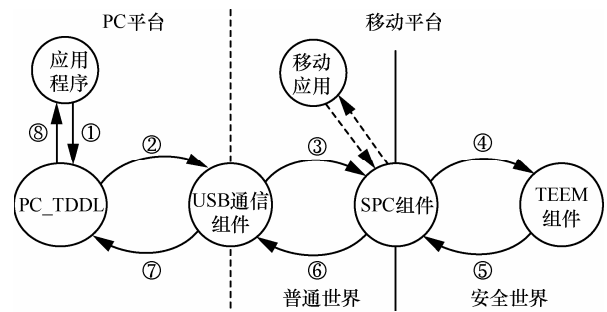 PC平台
移动平台
应用
程序
移动
应用
⑧
①
②
③
④
PC_TDDL
USB通信
组件
SPC组件
TEEM
组件
⑦
⑥
⑤
普通世界
安全世界